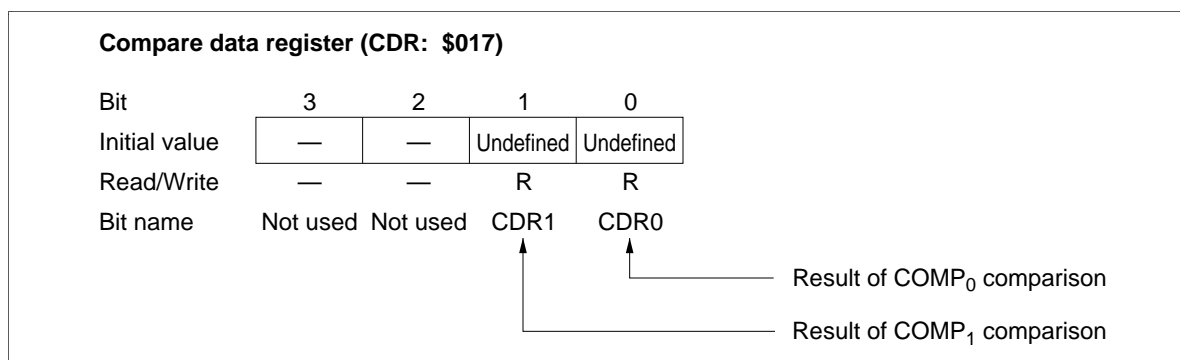 Compare data register (CDR: $017)
Bit 3 2 1 0
Initial value — — Undefined Undefined
Read/Write — — R R
Bit name Not used Not used CDR1 CDR0
Result of COMP₀ comparison
Result of COMP₁ comparison